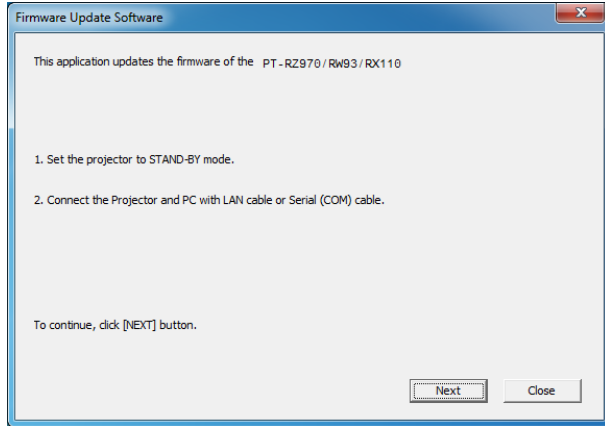 Firmware Update Software
This application updates the firmware of the PT-RZ970/RW93/RX110
1. Set the projector to STAND-BY mode.
2. Connect the Projector and PC with LAN cable or Serial (COM) cable.
To continue, click [NEXT] button.
Next Close